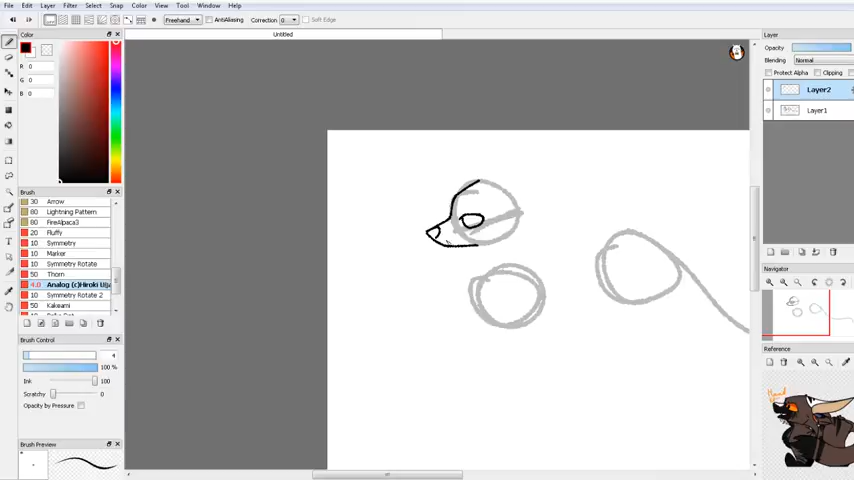 File Edit Layer Filter Select Snap Color View Tool Window Help
Freehand AntiAliasing Correction 0 Soft Edge
Untitled
Color
R 0
G 0
B 0
Layer
Opacity
Blending Normal
Protect Alpha Clipping
Layer2
Layer1
Brush
30 Arrow
80 Lightning Pattern
80 FireAlpaca3
20 Fluffy
10 Symmetry
10 Marker
10 Symmetry Rotate
50 Thorn
4.0 Analog (c)Hiroki
10 Symmetry Rotate 2
50 Kakeami
Brush Control
4
100 %
Ink 100
Scratchy 0
Opacity by Pressure
Brush Preview
Navigator
Reference